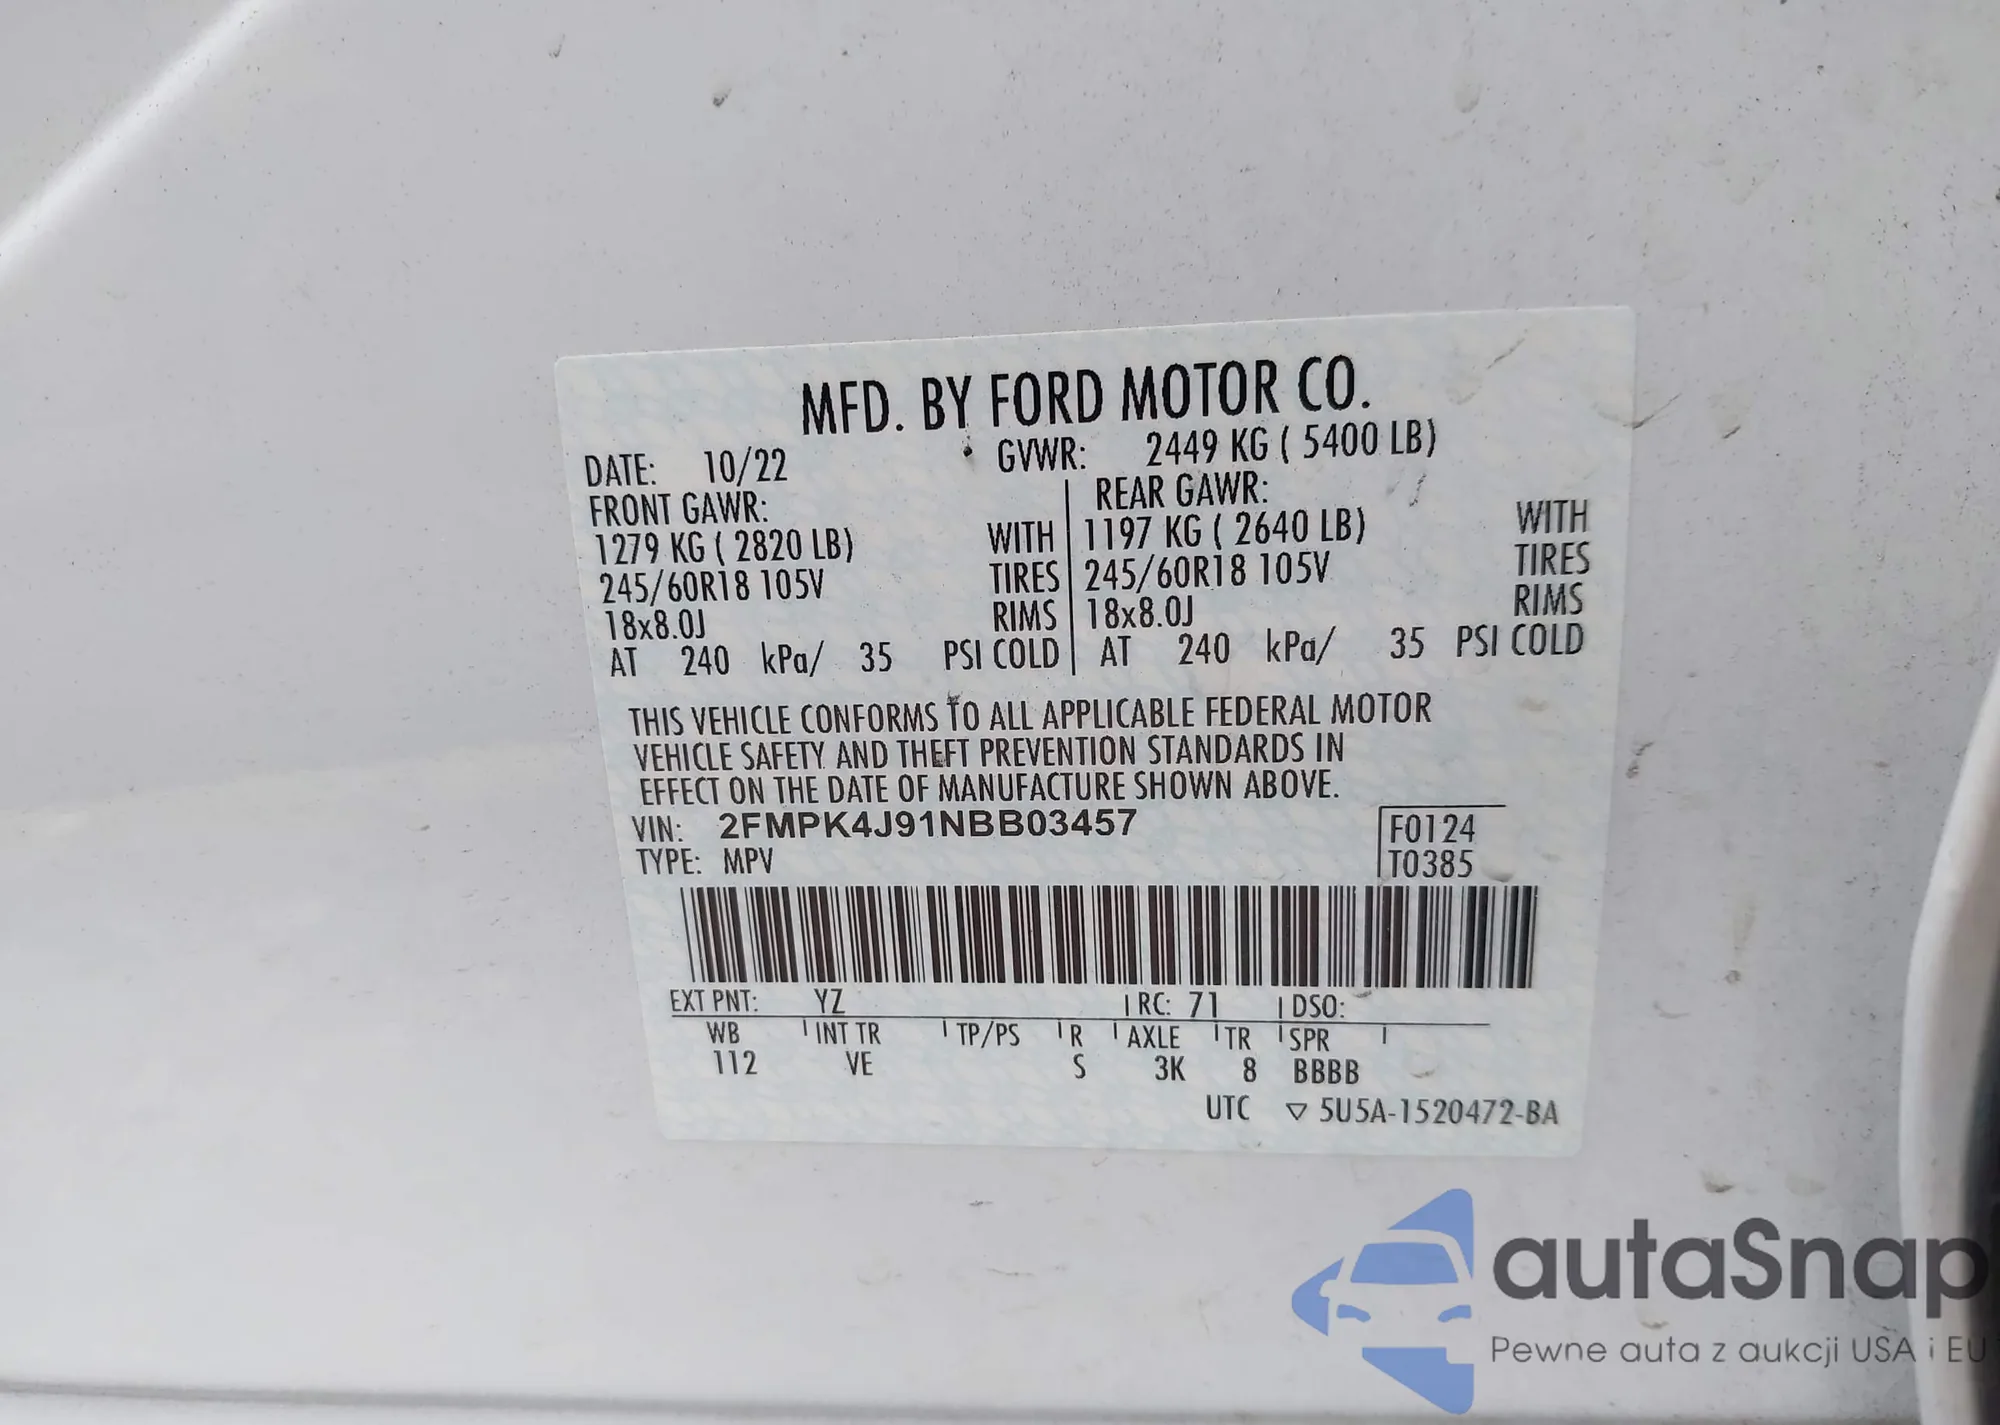 MFD. BY FORD MOTOR CO.
DATE: 10/22 GVWR: 2449 KG ( 5400 LB)
FRONT GAWR: REAR GAWR:
1279 KG ( 2820 LB) WITH 1197 KG ( 2640 LB) WITH
245/60R18 105V TIRES 245/60R18 105V TIRES
18x8.0J RIMS 18x8.0J RIMS
AT 240 kPa/ 35 PSI COLD AT 240 kPa/ 35 PSI COLD
THIS VEHICLE CONFORMS TO ALL APPLICABLE FEDERAL MOTOR
VEHICLE SAFETY AND THEFT PREVENTION STANDARDS IN
EFFECT ON THE DATE OF MANUFACTURE SHOWN ABOVE.
VIN: 2FMPK4J91NBB03457 F0124
TYPE: MPV T0385
EXT PNT: YZ RC: 71 DSO:
WB INT TR TP/PS R AXLE TR SPR
112 VE S 3K 8 BBBB
UTC ▽ 5U5A-1520472-BA
autaSnap
Pewne auta z aukcji USA i EU